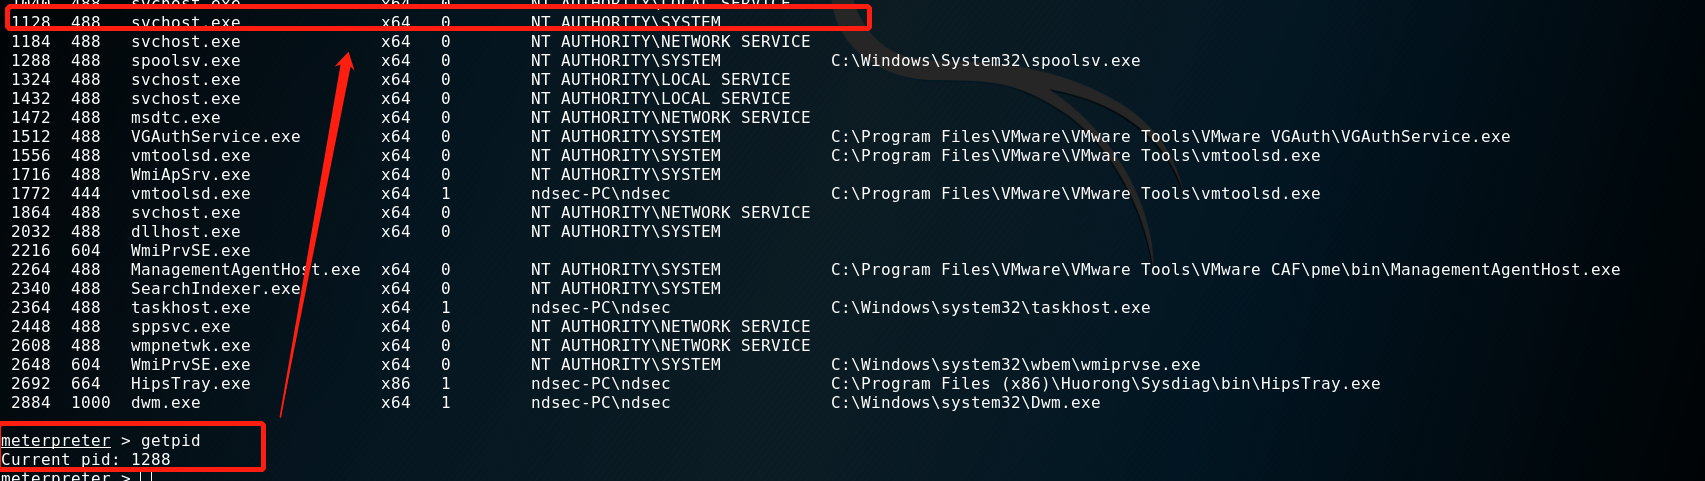 1040 488 svchost.exe x64 0 NT AUTHORITY\LOCAL SERVICE
1128 488 svchost.exe x64 0 NT AUTHORITY\SYSTEM
1184 488 svchost.exe x64 0 NT AUTHORITY\NETWORK SERVICE
1288 488 spoolsv.exe x64 0 NT AUTHORITY\SYSTEM C:\Windows\System32\spoolsv.exe
1324 488 svchost.exe x64 0 NT AUTHORITY\LOCAL SERVICE
1432 488 svchost.exe x64 0 NT AUTHORITY\LOCAL SERVICE
1472 488 msdtc.exe x64 0 NT AUTHORITY\NETWORK SERVICE
1512 488 VGAuthService.exe x64 0 NT AUTHORITY\SYSTEM C:\Program Files\VMware\VMware Tools\VMware VGAuth\VGAuthService.exe
1556 488 vmtoolsd.exe x64 0 NT AUTHORITY\SYSTEM C:\Program Files\VMware\VMware Tools\vmtoolsd.exe
1716 488 WmiApSrv.exe x64 0 NT AUTHORITY\SYSTEM
1772 444 vmtoolsd.exe x64 1 ndsec-PC\ndsec C:\Program Files\VMware\VMware Tools\vmtoolsd.exe
1864 488 svchost.exe x64 0 NT AUTHORITY\NETWORK SERVICE
2032 488 dllhost.exe x64 0 NT AUTHORITY\SYSTEM
2216 604 WmiPrvSE.exe
2264 488 ManagementAgentHost.exe x64 0 NT AUTHORITY\SYSTEM C:\Program Files\VMware\VMware Tools\VMware CAF\pme\bin\ManagementAgentHost.exe
2340 488 SearchIndexer.exe x64 0 NT AUTHORITY\SYSTEM
2364 488 taskhost.exe x64 1 ndsec-PC\ndsec C:\Windows\system32\taskhost.exe
2448 488 sppsvc.exe x64 0 NT AUTHORITY\NETWORK SERVICE
2608 488 wmpnetwk.exe x64 0 NT AUTHORITY\NETWORK SERVICE
2648 604 WmiPrvSE.exe x64 0 NT AUTHORITY\SYSTEM C:\Windows\system32\wbem\wmiprvse.exe
2692 664 HipsTray.exe x86 1 ndsec-PC\ndsec C:\Program Files (x86)\Huorong\Sysdiag\bin\HipsTray.exe
2884 1000 dwm.exe x64 1 ndsec-PC\ndsec C:\Windows\system32\Dwm.exe
meterpreter > getpid
Current pid: 1288
meterpreter >